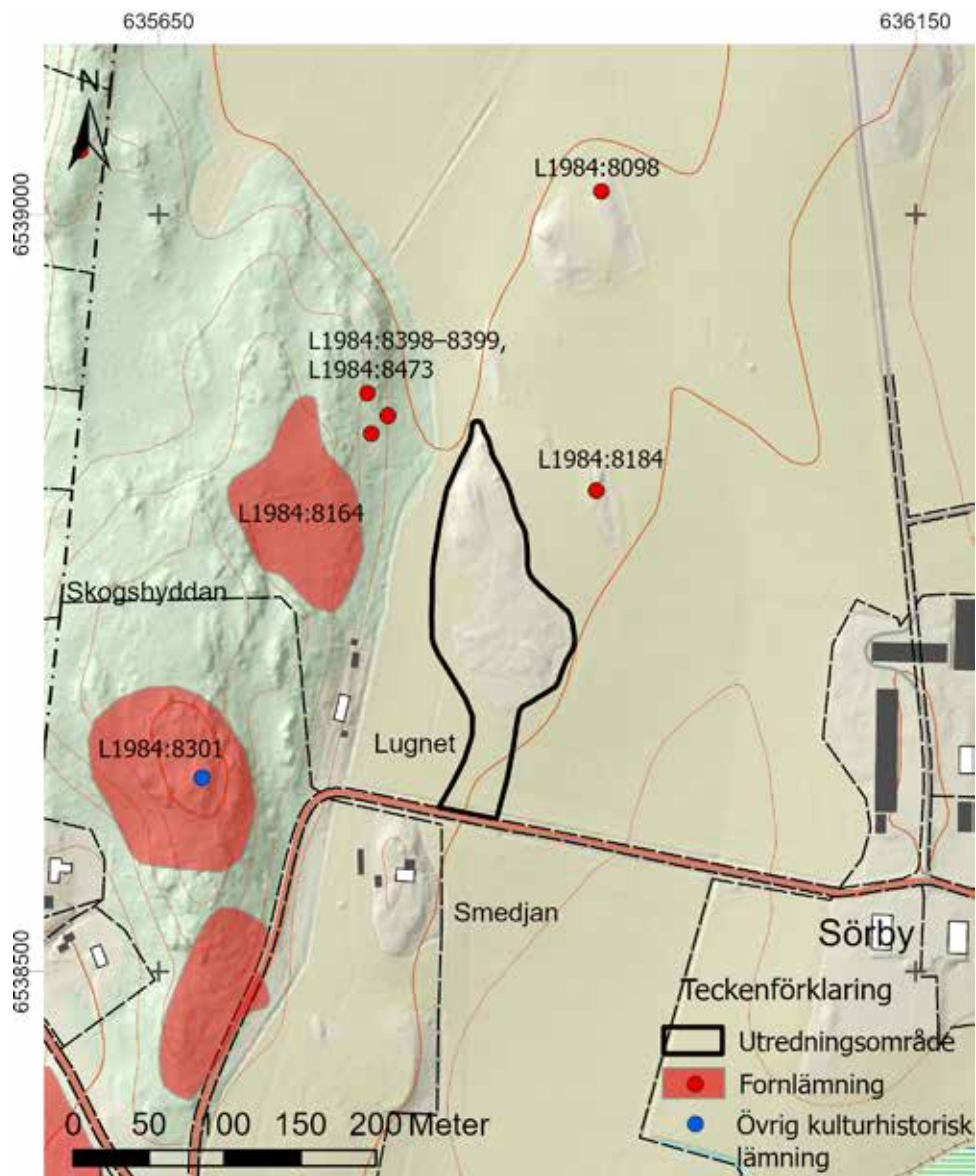 635650
636150
N
L1984:8098
6539000
L1984:8398–8399,
L1984:8473
L1984:8184
L1984:8164
Skogshyddan
L1984:8301
Lugnet
Smedjan
Sörby
6538500
Teckenförklaring
Utredningsområde
Fornlämning
Övrig kulturhistorisk
lämning
0 50 100 150 200 Meter